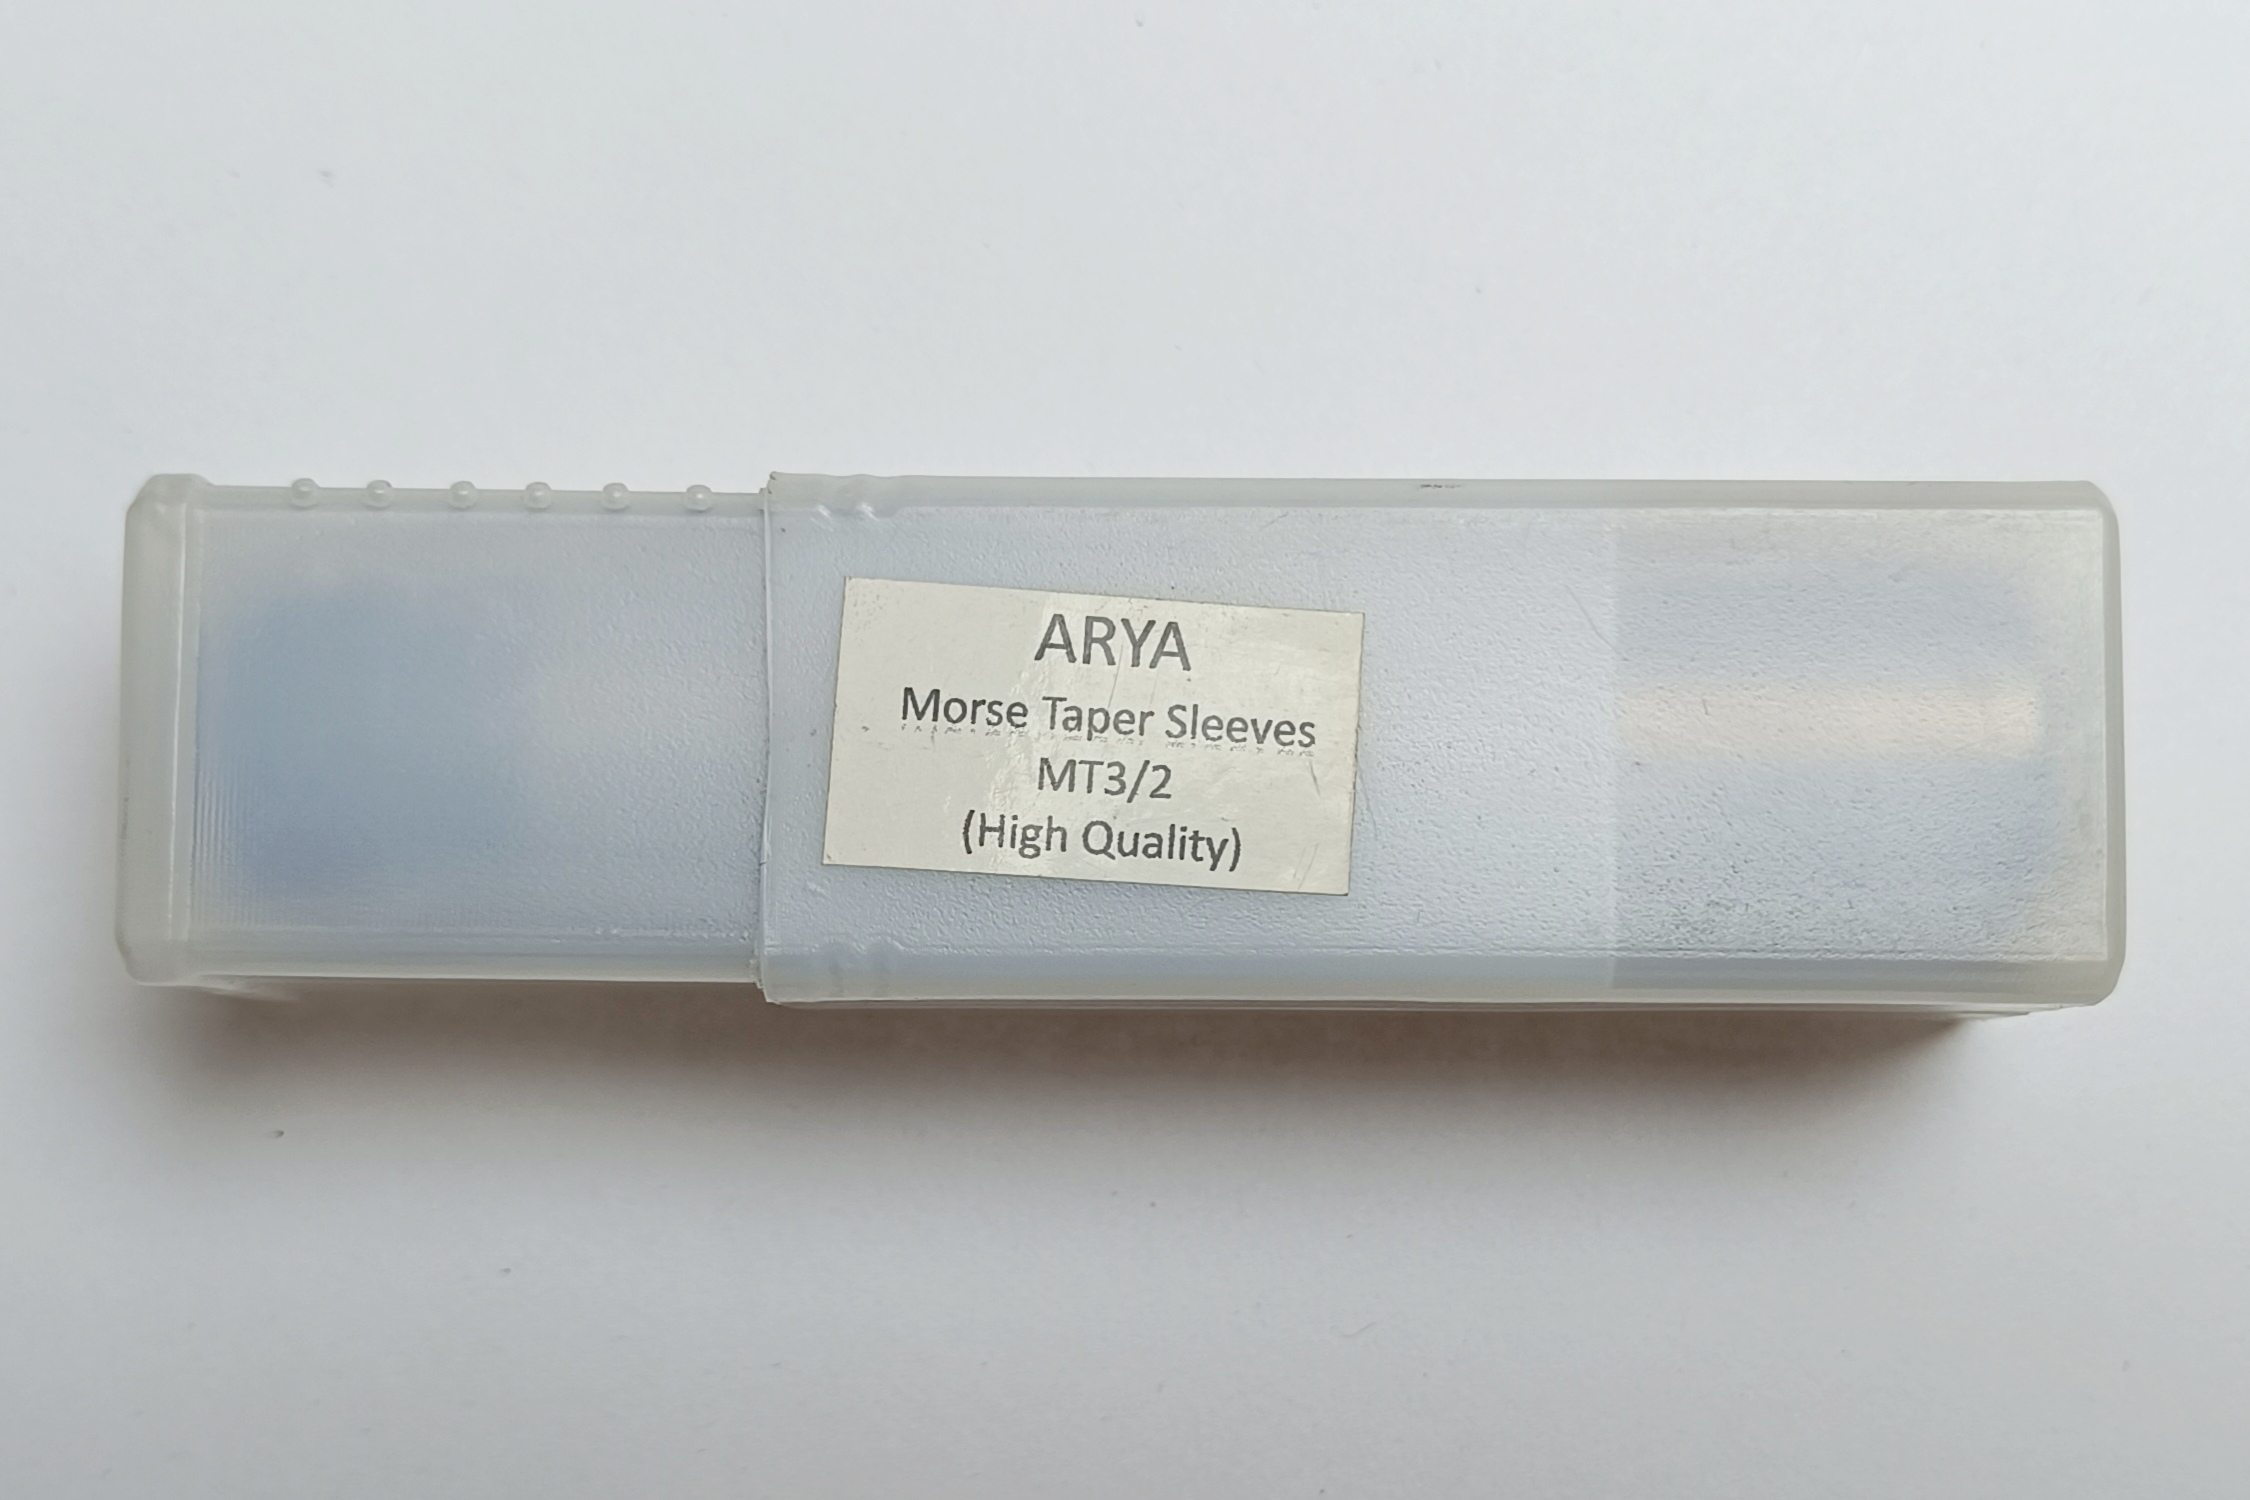 ARYA
Morse Taper Sleeves
MT3/2
(High Quality)